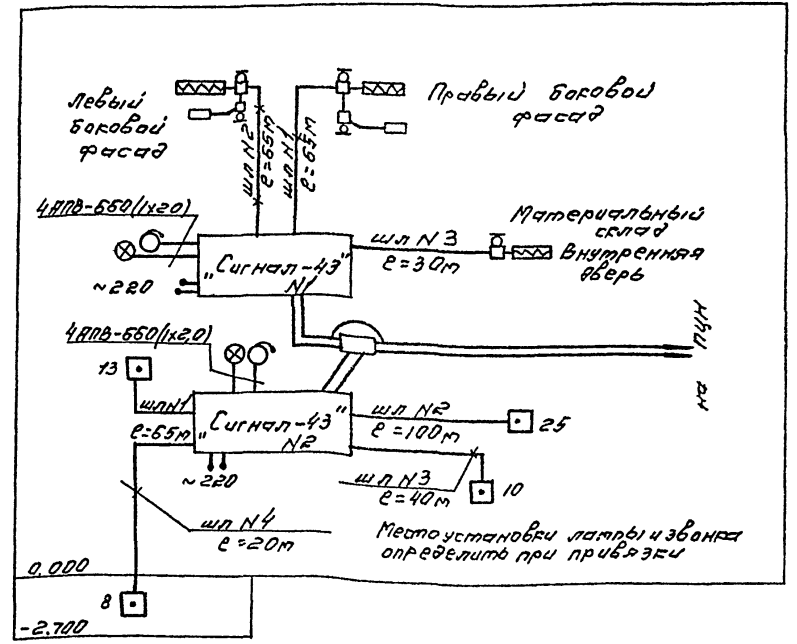 Левый
боковой
фасад
Правый боковой
фасад
шл N2
l=65м
шл N1
l=65м
4АПВ-660(1x2,0)
Материальный
склад
Внутренняя
дверь
шл N3
l=30м
„Сигнал-43"
N1
~220
4АПВ-660(1x2,0)
на ПЦН
13
шл N1
l=65м
„Сигнал-43"
N2
~220
шл N2
l=100м
25
шл N3
l=40м
10
шл N4
l=20м
Место установки лампы и звонка
определить при привязки
0.000
8
-2.700